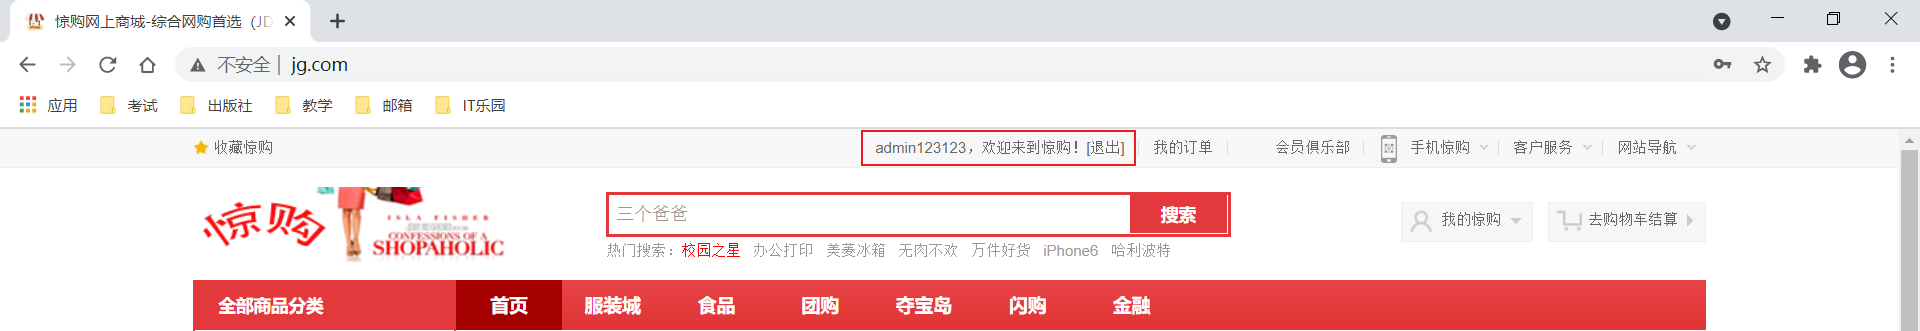 惊购网上商城-综合网购首选（JD
不安全 | jg.com
应用 考试 出版社 教学 邮箱 IT乐园
收藏惊购 admin123123，欢迎来到惊购！[退出] 我的订单 会员俱乐部 手机惊购 客户服务 网站导航
惊购
ISLA FISHER
CONFESSIONS OF A
SHOPAHOLIC
三个爸爸 搜索 我的惊购 去购物车结算
热门搜索：校园之星 办公打印 美菱冰箱 无肉不欢 万件好货 iPhone6 哈利波特
全部商品分类 首页 服装城 食品 团购 夺宝岛 闪购 金融